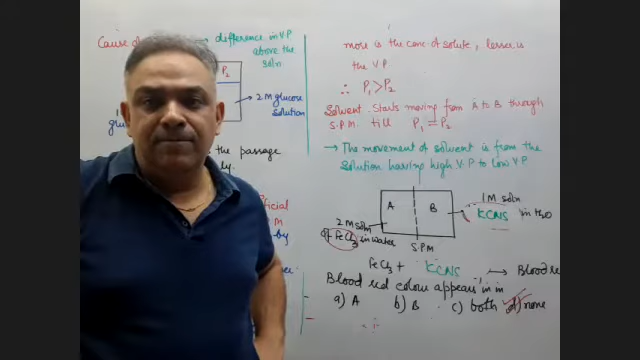 Cause of
→ difference in V.P
above the
soln
P₂
→ 2 M glucose
solution
the passage
M
by
more is the conc of solute, lesser is
the V.P
∴ P₁ > P₂
Solvent starts moving from A to B through
S.P.M. till P₁ = P₂
→ The movement of solvent is from the
solution having high V.P to low V.P
A
B
1 M soln
KCNS in H₂O
2 M soln
of FeCl₃ in water
S.P.M
FeCl₃ + KCNS → Blood re
Blood red colour appears in in
a) A b) B c) both d) none